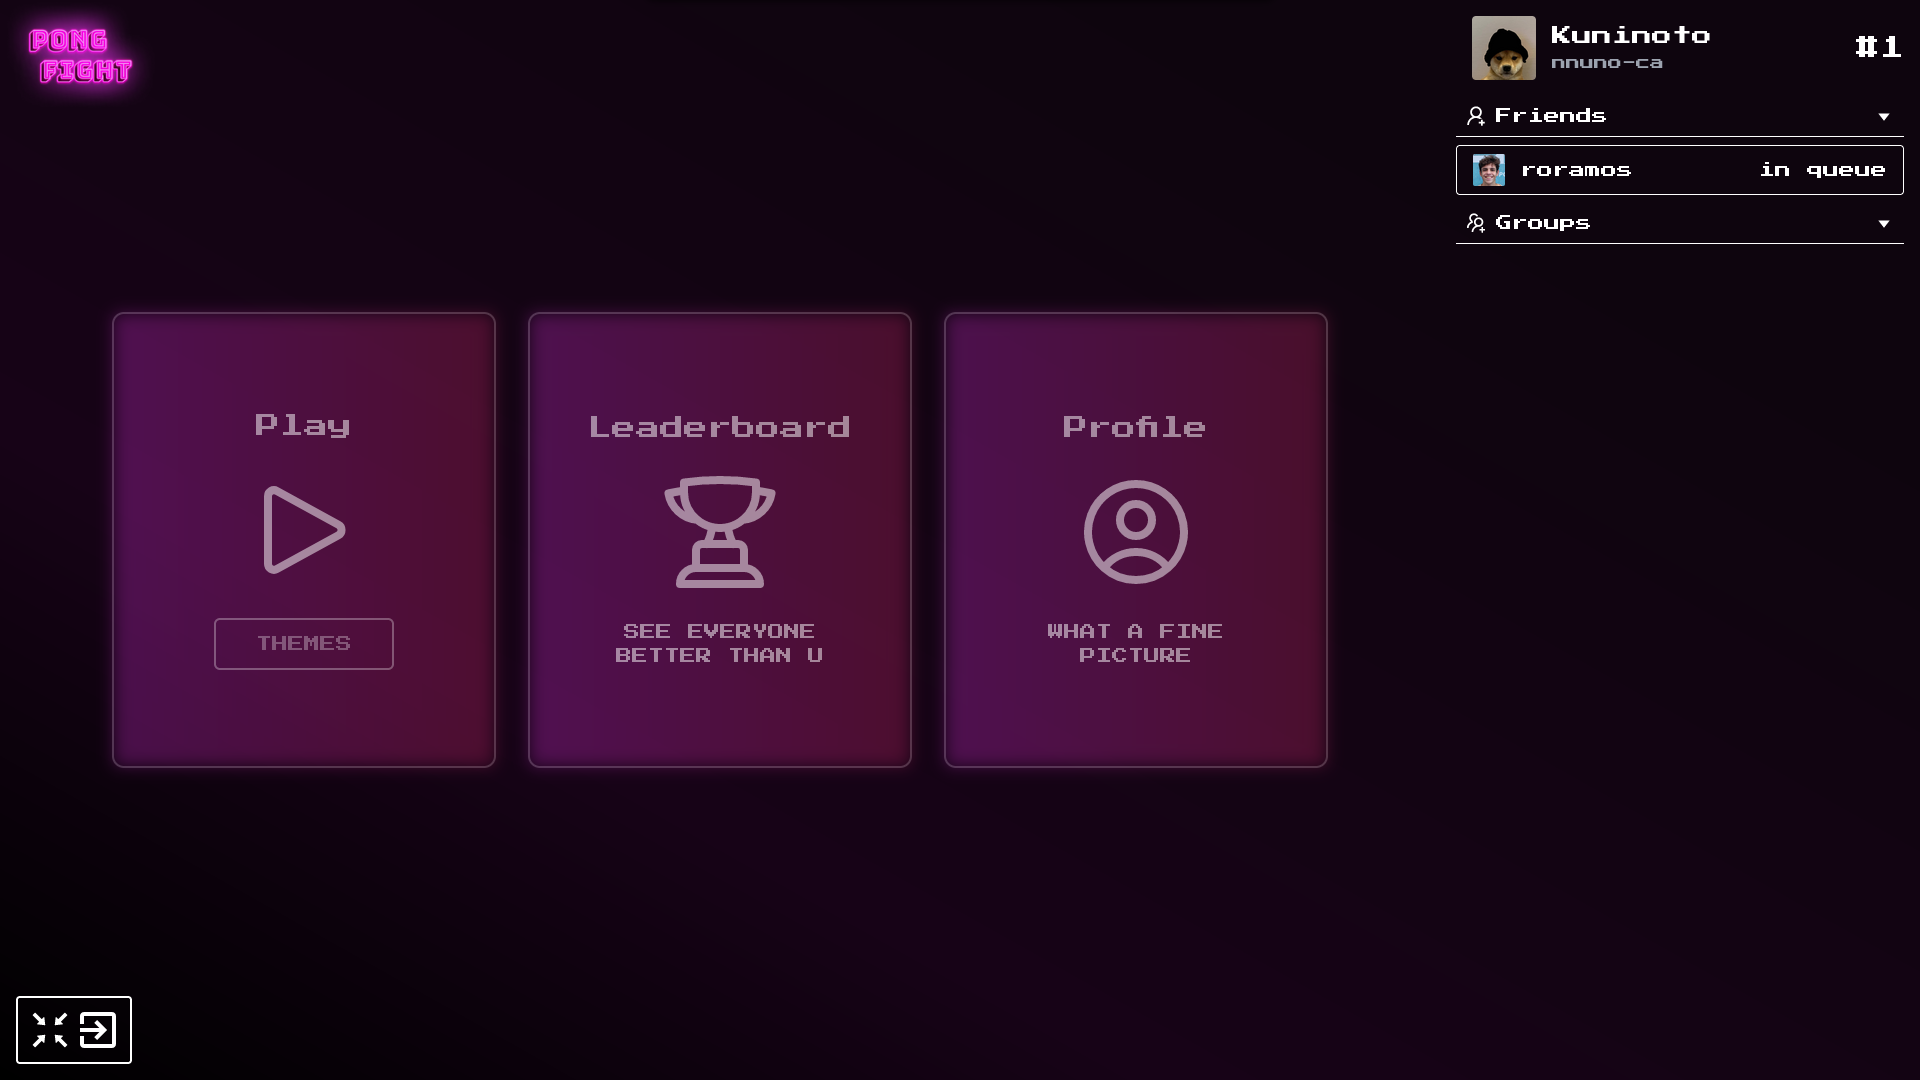 PONG
FIGHT
Kuninoto
nnuno-ca
#1
Friends
roramos
in queue
Groups
Play
THEMES
Leaderboard
SEE EVERYONE
BETTER THAN U
Profile
WHAT A FINE
PICTURE